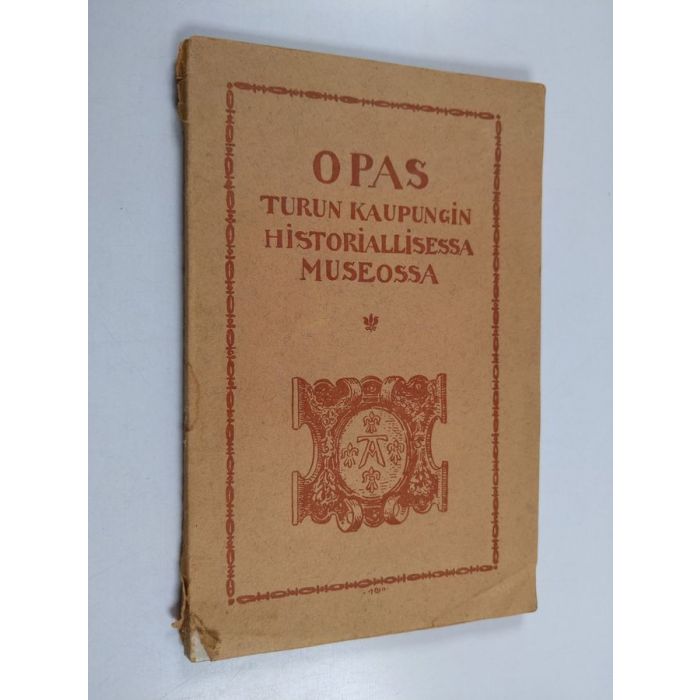 OPAS
TURUN KAUPUNGIN
HISTORIALLISESSA
MUSEOSSA
A